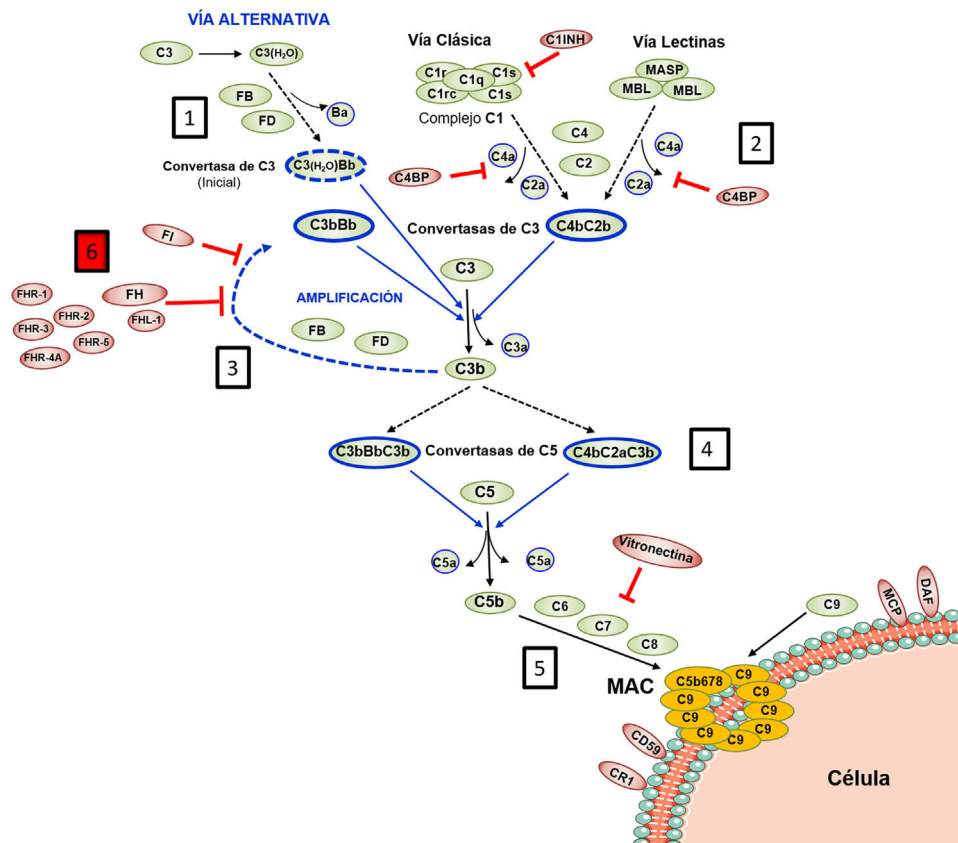 VÍA ALTERNATIVA
C3
C3(H₂O)
FB
FD
Ba
1
Convertasa de C3
(Inicial)
C3(H₂O)Bb
Vía Clásica
C1INH
C1r
C1s
C1q
C1rc
C1s
Complejo C1
Vía Lectinas
MASP
MBL
MBL
C4
C2
C4a
C2a
C4BP
C4a
C2a
C4BP
2
C3bBb
Convertasas de C3
C4bC2b
FI
6
FH
FHR-1
FHR-2
FHL-1
FHR-3
FHR-5
FHR-4A
AMPLIFICACIÓN
FB
FD
3
C3
C3a
C3b
C3bBbC3b
Convertasas de C5
C4bC2aC3b
4
C5
C5a
C5a
C5b
C6
C7
C8
Vitronectina
5
MAC
C9
MCP
DAF
C5b678
C9
C9
C9
C9
C9
C9
C9
C9
CD59
CR1
Célula